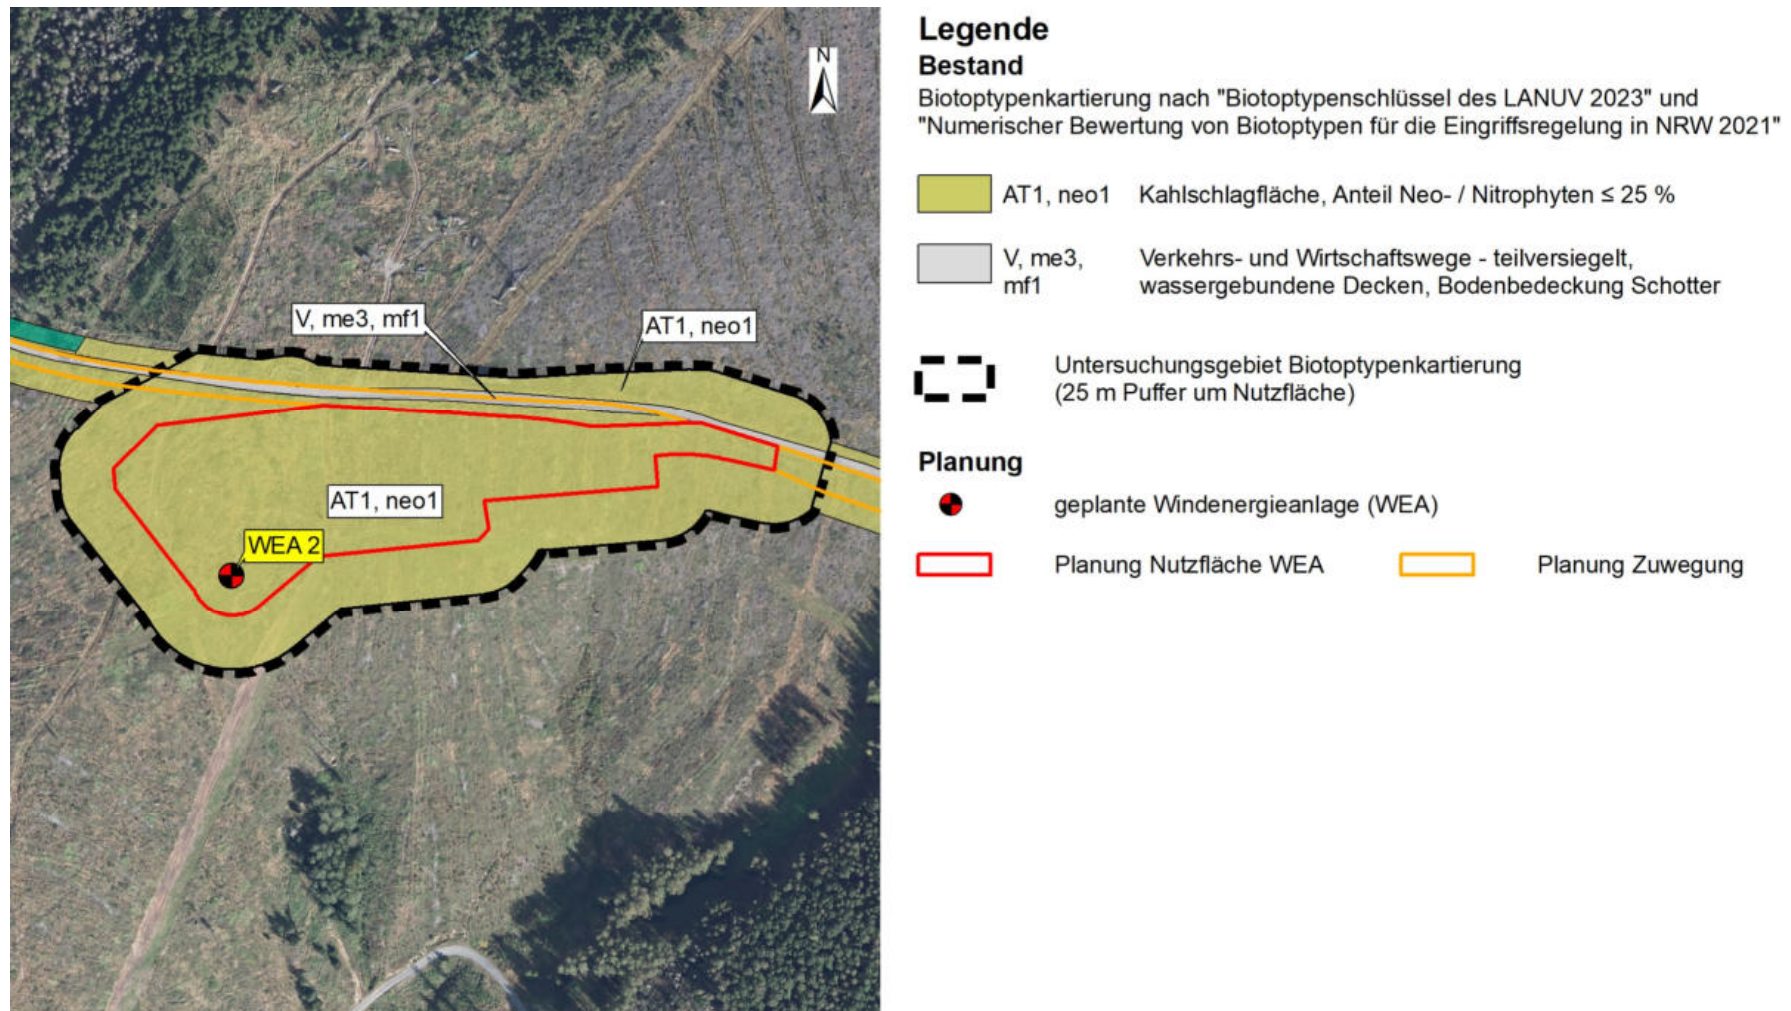 N
V, me3, mf1
AT1, neo1
AT1, neo1
WEA 2
Legende
Bestand
Biotoptypenkartierung nach "Biotoptypenschlüssel des LANUV 2023" und
"Numerischer Bewertung von Biotoptypen für die Eingriffsregelung in NRW 2021"
AT1, neo1 Kahlschlagfläche, Anteil Neo- / Nitrophyten ≤ 25 %
V, me3, Verkehrs- und Wirtschaftswege - teilversiegelt,
mf1 wassergebundene Decken, Bodenbedeckung Schotter
Untersuchungsgebiet Biotoptypenkartierung
(25 m Puffer um Nutzfläche)
Planung
geplante Windenergieanlage (WEA)
Planung Nutzfläche WEA Planung Zuwegung